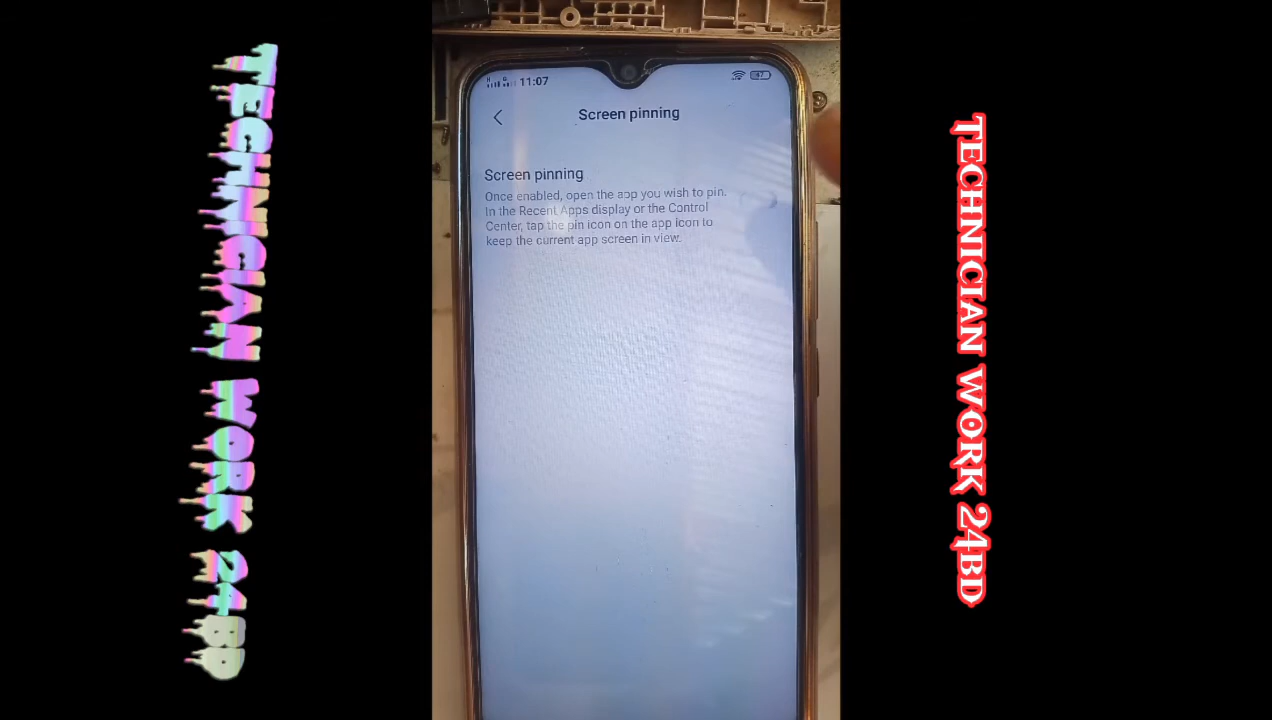 TECHNICIAN WORK 24BD
11:07
67
Screen pinning
Screen pinning
Once enabled, open the app you wish to pin.
In the Recent Apps display or the Control
Center, tap the pin icon on the app icon to
keep the current app screen in view.
TECHNICIAN WORK 24BD